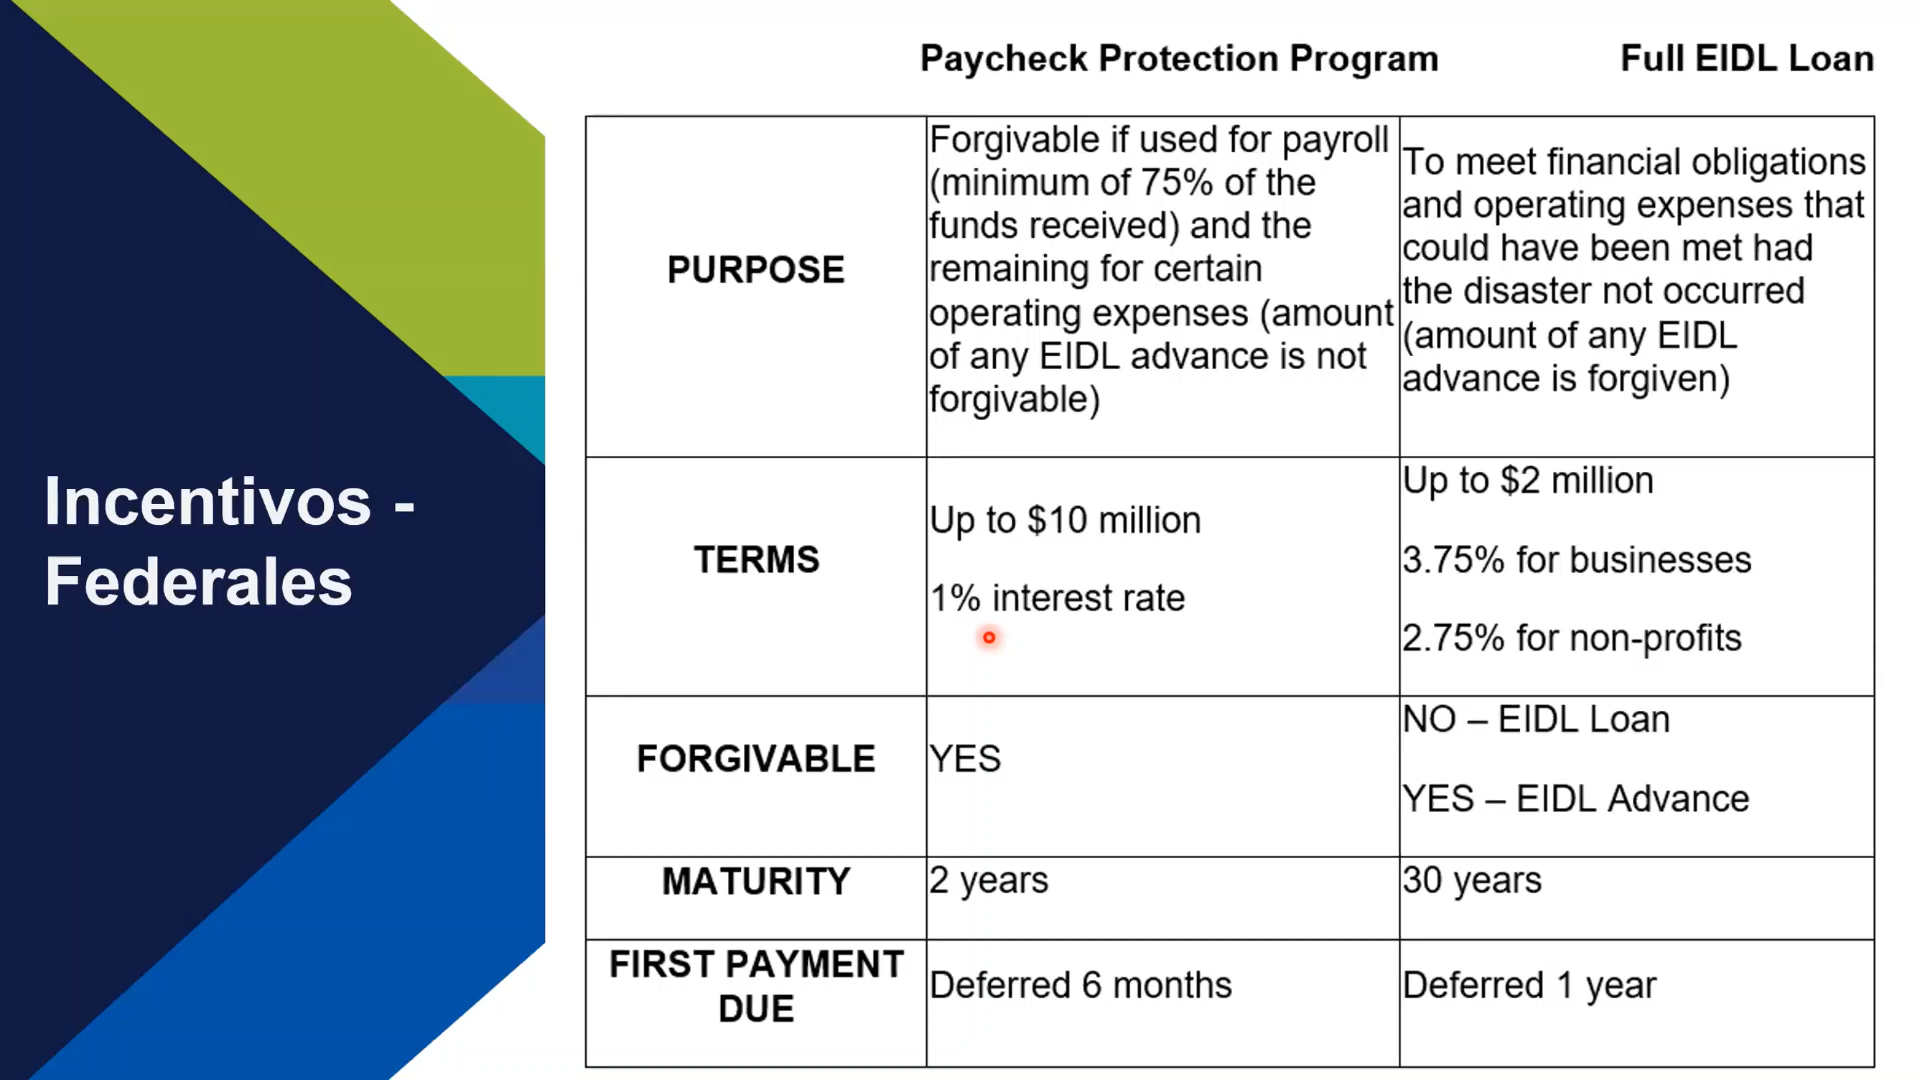 Incentivos -
Federales
Paycheck Protection Program
Full EIDL Loan
PURPOSE
Forgivable if used for payroll
(minimum of 75% of the
funds received) and the
remaining for certain
operating expenses (amount
of any EIDL advance is not
forgivable)
To meet financial obligations
and operating expenses that
could have been met had
the disaster not occurred
(amount of any EIDL
advance is forgiven)
TERMS
Up to $10 million
1% interest rate
Up to $2 million
3.75% for businesses
2.75% for non-profits
FORGIVABLE
YES
NO – EIDL Loan
YES – EIDL Advance
MATURITY
2 years
30 years
FIRST PAYMENT
DUE
Deferred 6 months
Deferred 1 year